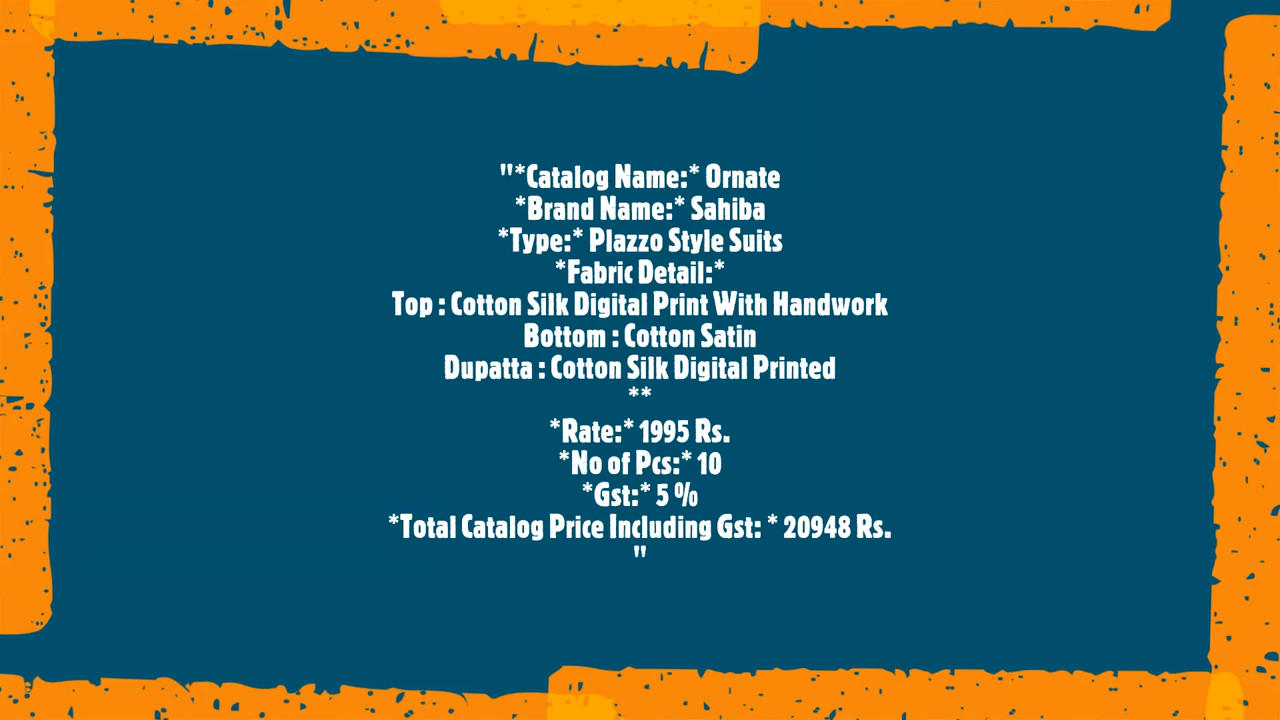 "*Catalog Name:* Ornate
*Brand Name:* Sahiba
*Type:* Plazzo Style Suits
*Fabric Detail:*
Top : Cotton Silk Digital Print With Handwork
Bottom : Cotton Satin
Dupatta : Cotton Silk Digital Printed
**
*Rate:* 1995 Rs.
*No of Pcs:* 10
*Gst:* 5 %
*Total Catalog Price Including Gst: * 20948 Rs.
"